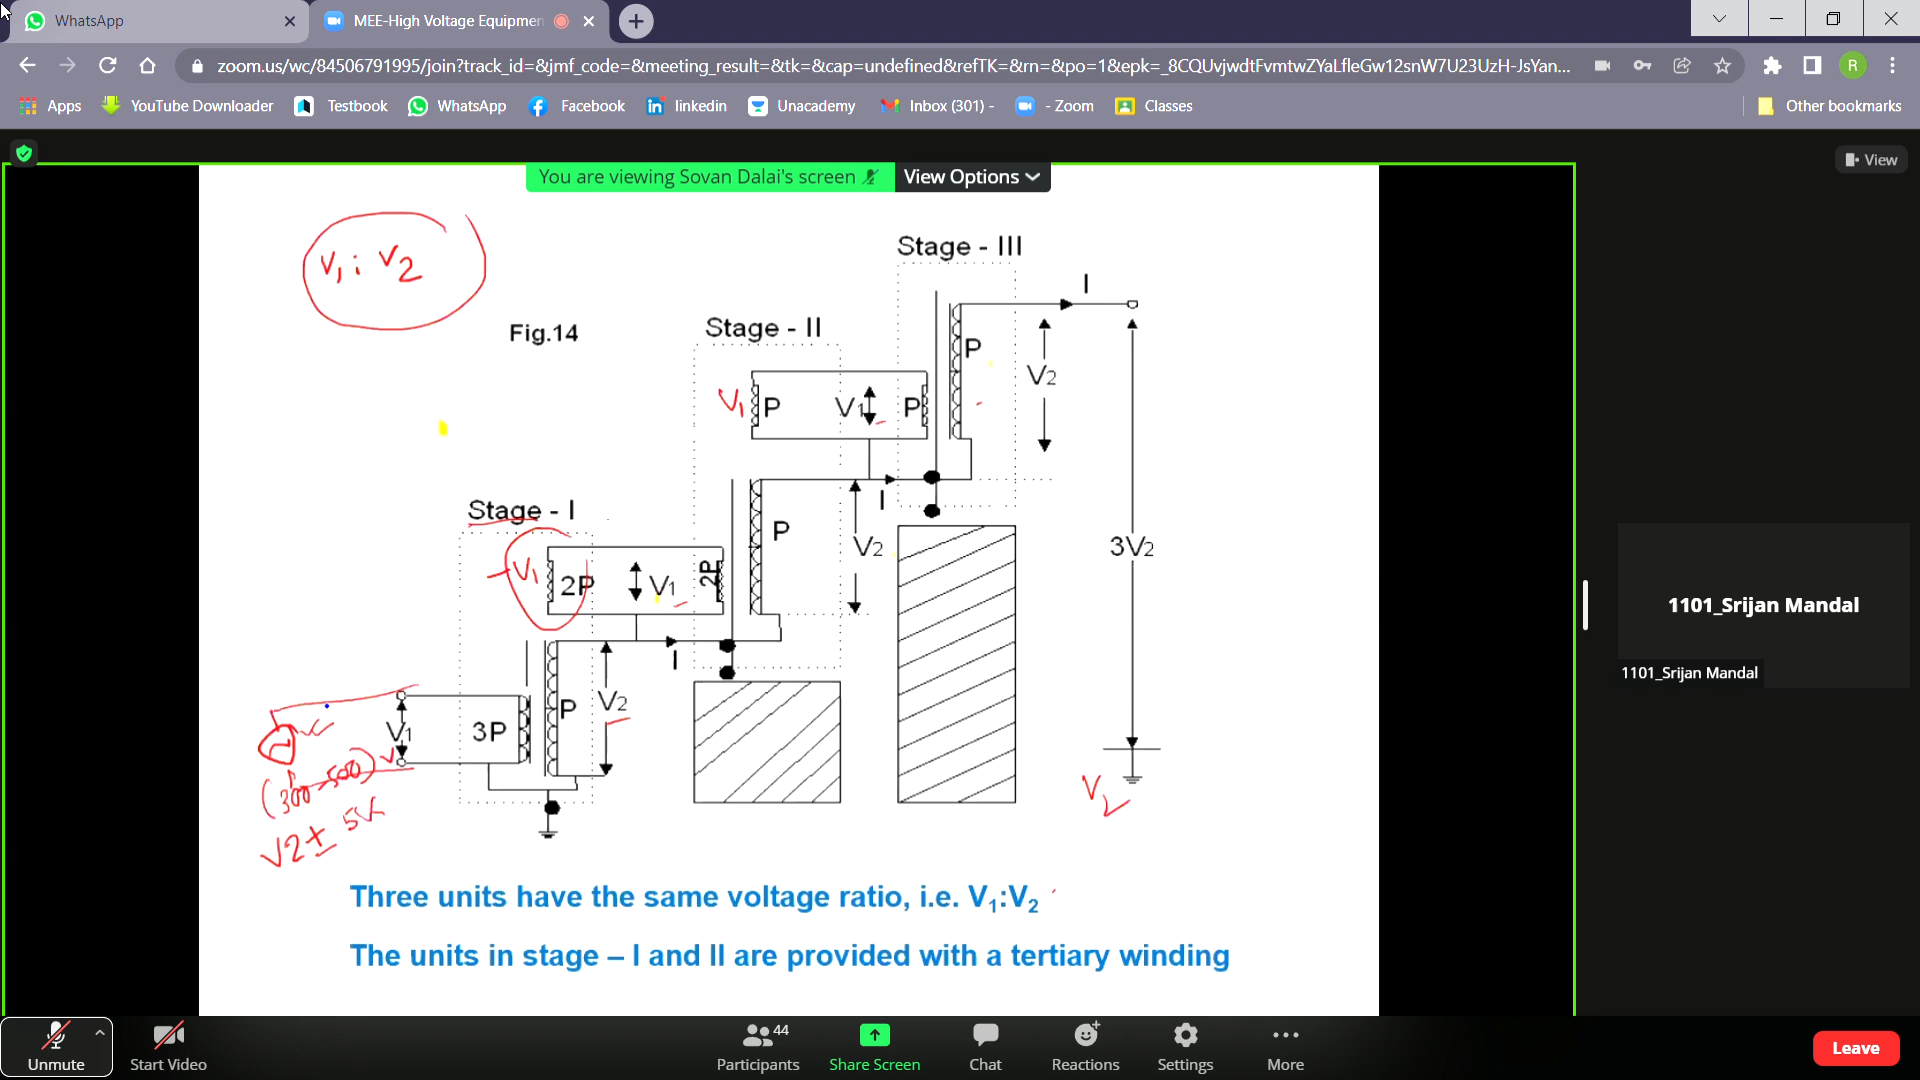 WhatsApp
MEE-High Voltage Equipmen
zoom.us/wc/84506791995/join?track_id=&jmf_code=&meeting_result=&tk=&cap=undefined&refTK=&rn=&po=1&epk=_8CQUvjwdtFvmtwZYaLfleGw12snW7U23UzH-JsYan...
R
Apps YouTube Downloader Testbook WhatsApp Facebook linkedin Unacademy Inbox (301) - - Zoom Classes Other bookmarks
You are viewing Sovan Dalai's screen View Options
View
V1 : V2
Stage - III
I
Fig.14
Stage - II
P
V2
V1 P V1 P
Stage - I
I
P
V2
3V2
V1 2P V1 2P
I
P V2
V1 3P
(300-500) V
V2
5K
√2
Three units have the same voltage ratio, i.e. V1:V2
The units in stage – I and II are provided with a tertiary winding
1101_Srijan Mandal
1101_Srijan Mandal
Unmute
Start Video
44
Participants
Share Screen
Chat
Reactions
Settings
More
Leave